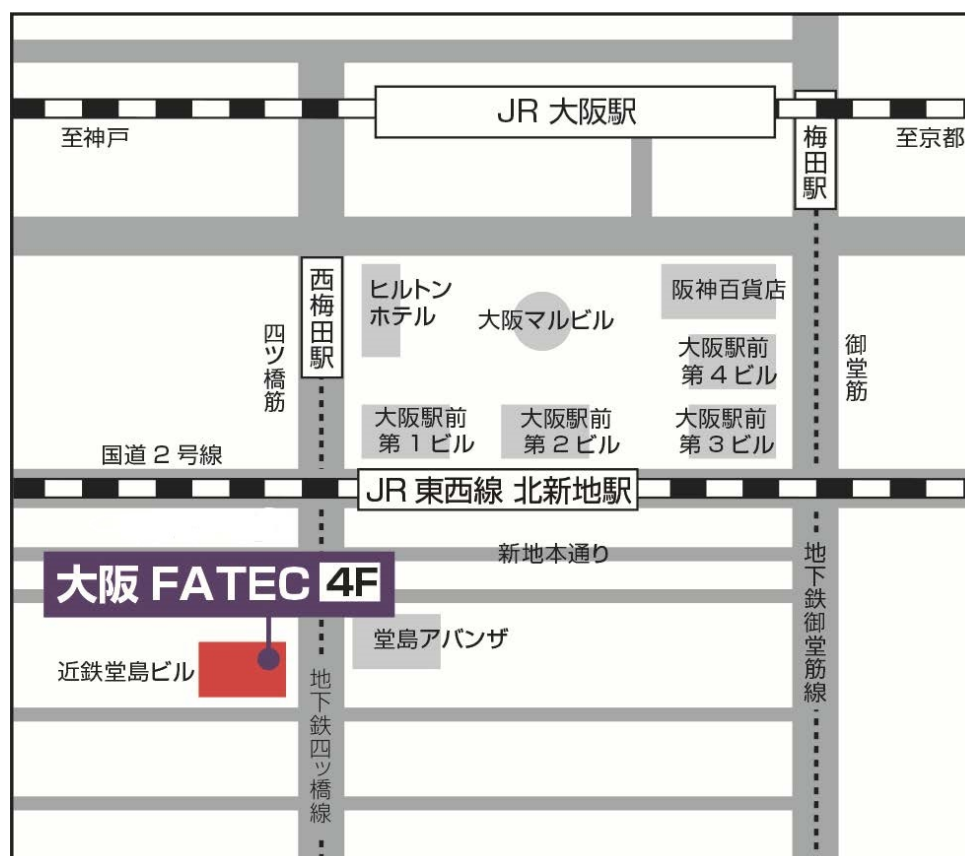 JR 大阪駅
至神戸
至京都
梅田駅
西梅田駅
ヒルトン
ホテル
大阪マルビル
阪神百貨店
四ツ橋筋
御堂筋
大阪駅前
第4ビル
大阪駅前
第1ビル
大阪駅前
第2ビル
大阪駅前
第3ビル
国道2号線
JR 東西線 北新地駅
新地本通り
大阪 FATEC 4F
地下鉄御堂筋線
堂島アバンザ
近鉄堂島ビル
地下鉄四ッ橋線